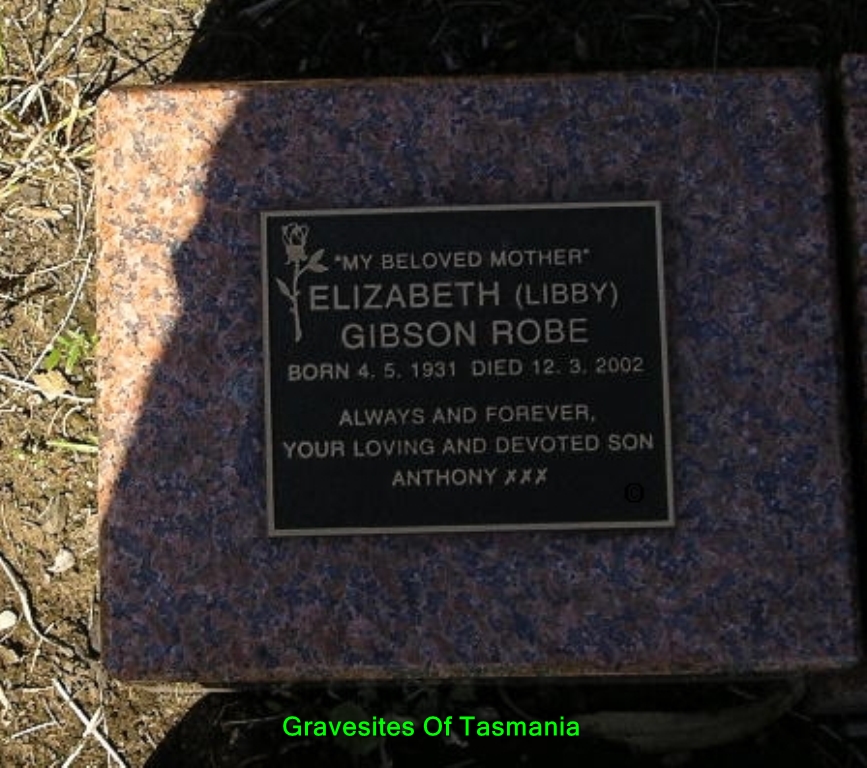 "MY BELOVED MOTHER"
ELIZABETH (LIBBY)
GIBSON ROBE
BORN 4. 5. 1931 DIED 12. 3. 2002
ALWAYS AND FOREVER,
YOUR LOVING AND DEVOTED SON
ANTHONY xxx
©
Gravesites Of Tasmania